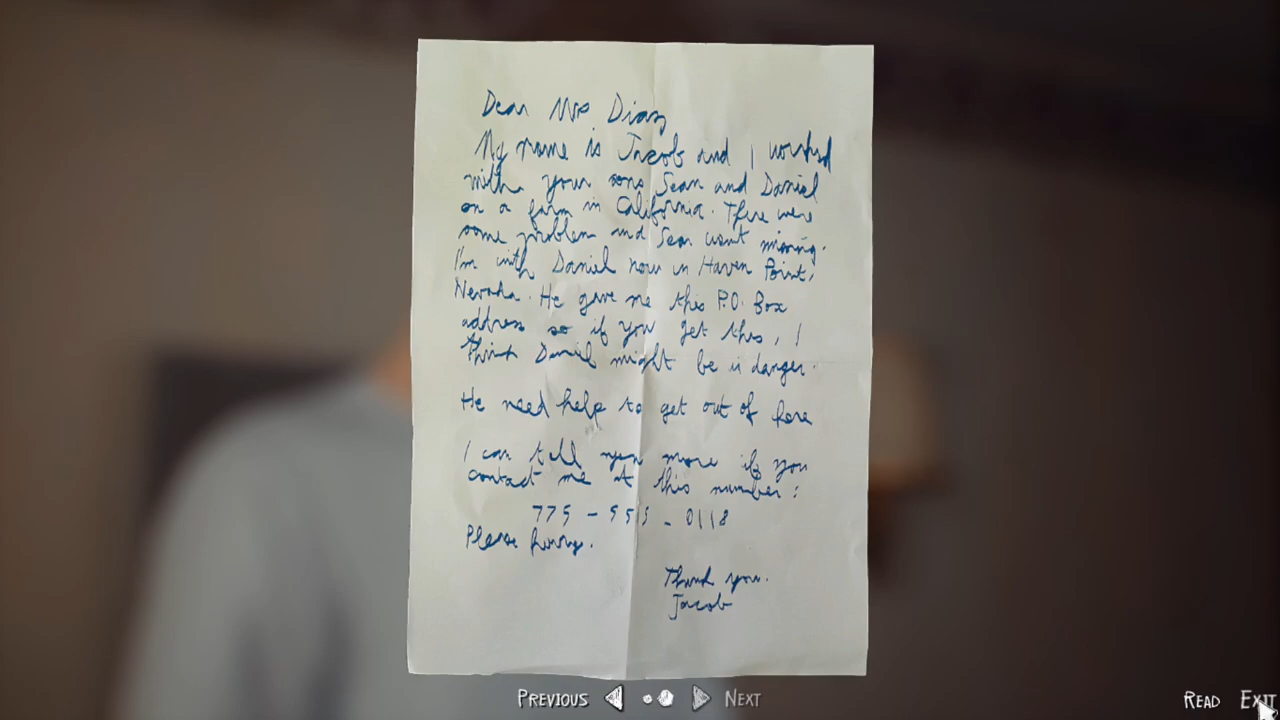 Dear Mrs Diaz
My name is Jacob and I worked
with your sons Sean and Daniel
on a farm in California. There were
some problem and Sean went missing.
I'm with Daniel now in Haven Point,
Nevada. He gave me this P.O. Box
address so if you get this, I
think Daniel might be in danger.
He need help to get out of here
I can tell you more if you
contact me at this number:
775 - 555 - 0118
Please hurry.
Thank you.
Jacob
PREVIOUS NEXT
READ EXIT